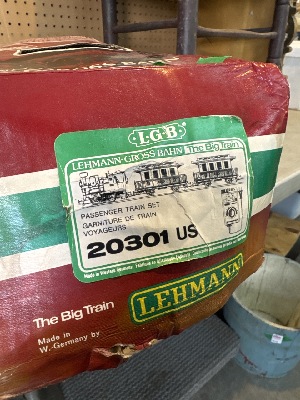 L·G·B·
LEHMANN-GROSS-BAHN The Big Train
PASSENGER TRAIN SET
GARNITURE DE TRAIN
VOYAGEURS
20301 US
LEHMANN
The Big Train
Made in
W.-Germany by